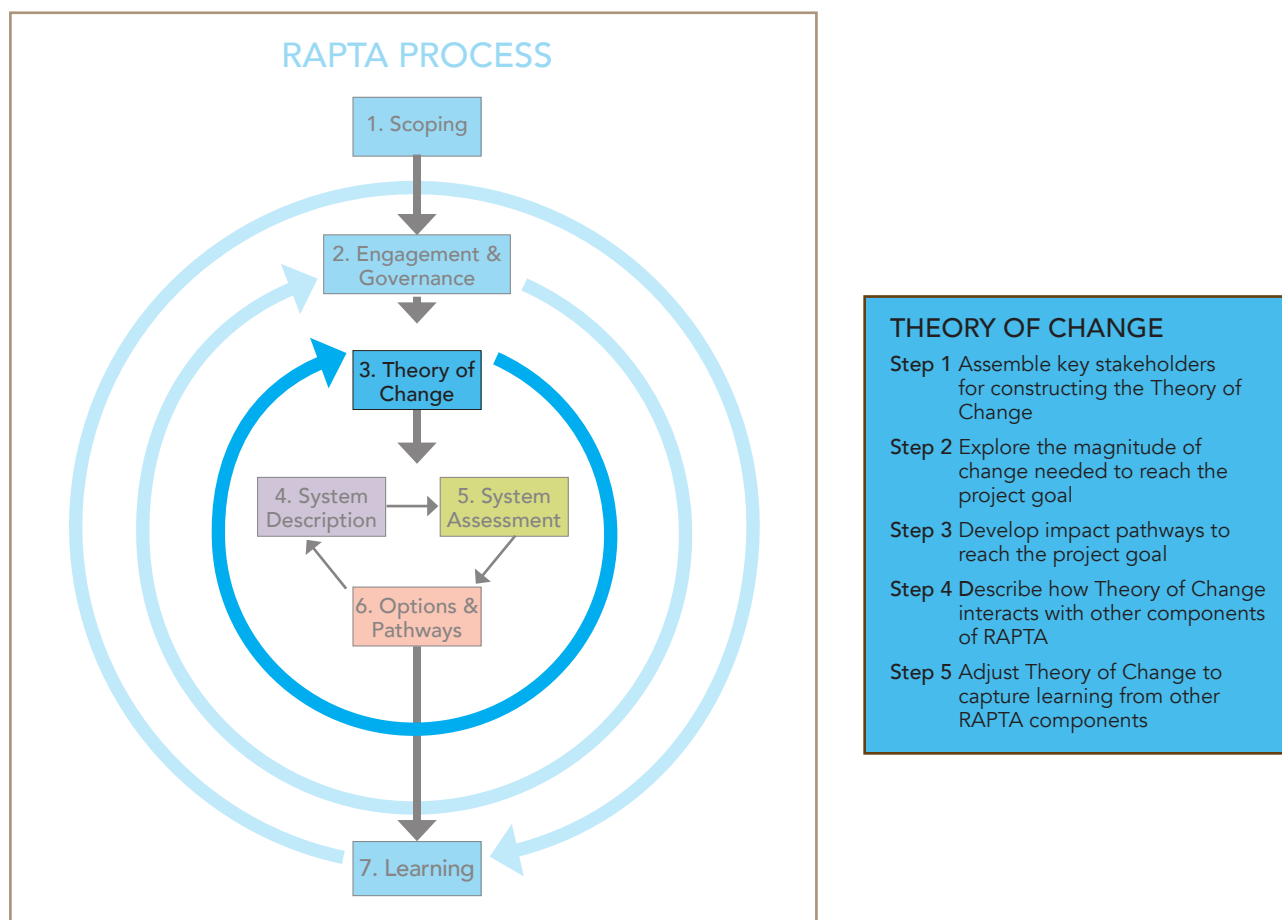 RAPTA PROCESS
1. Scoping
2. Engagement &
Governance
3. Theory of
Change
4. System
Description
5. System
Assessment
6. Options &
Pathways
7. Learning
THEORY OF CHANGE
Step 1 Assemble key stakeholders
for constructing the Theory of
Change
Step 2 Explore the magnitude of
change needed to reach the
project goal
Step 3 Develop impact pathways to
reach the project goal
Step 4 Describe how Theory of Change
interacts with other components
of RAPTA
Step 5 Adjust Theory of Change to
capture learning from other
RAPTA components